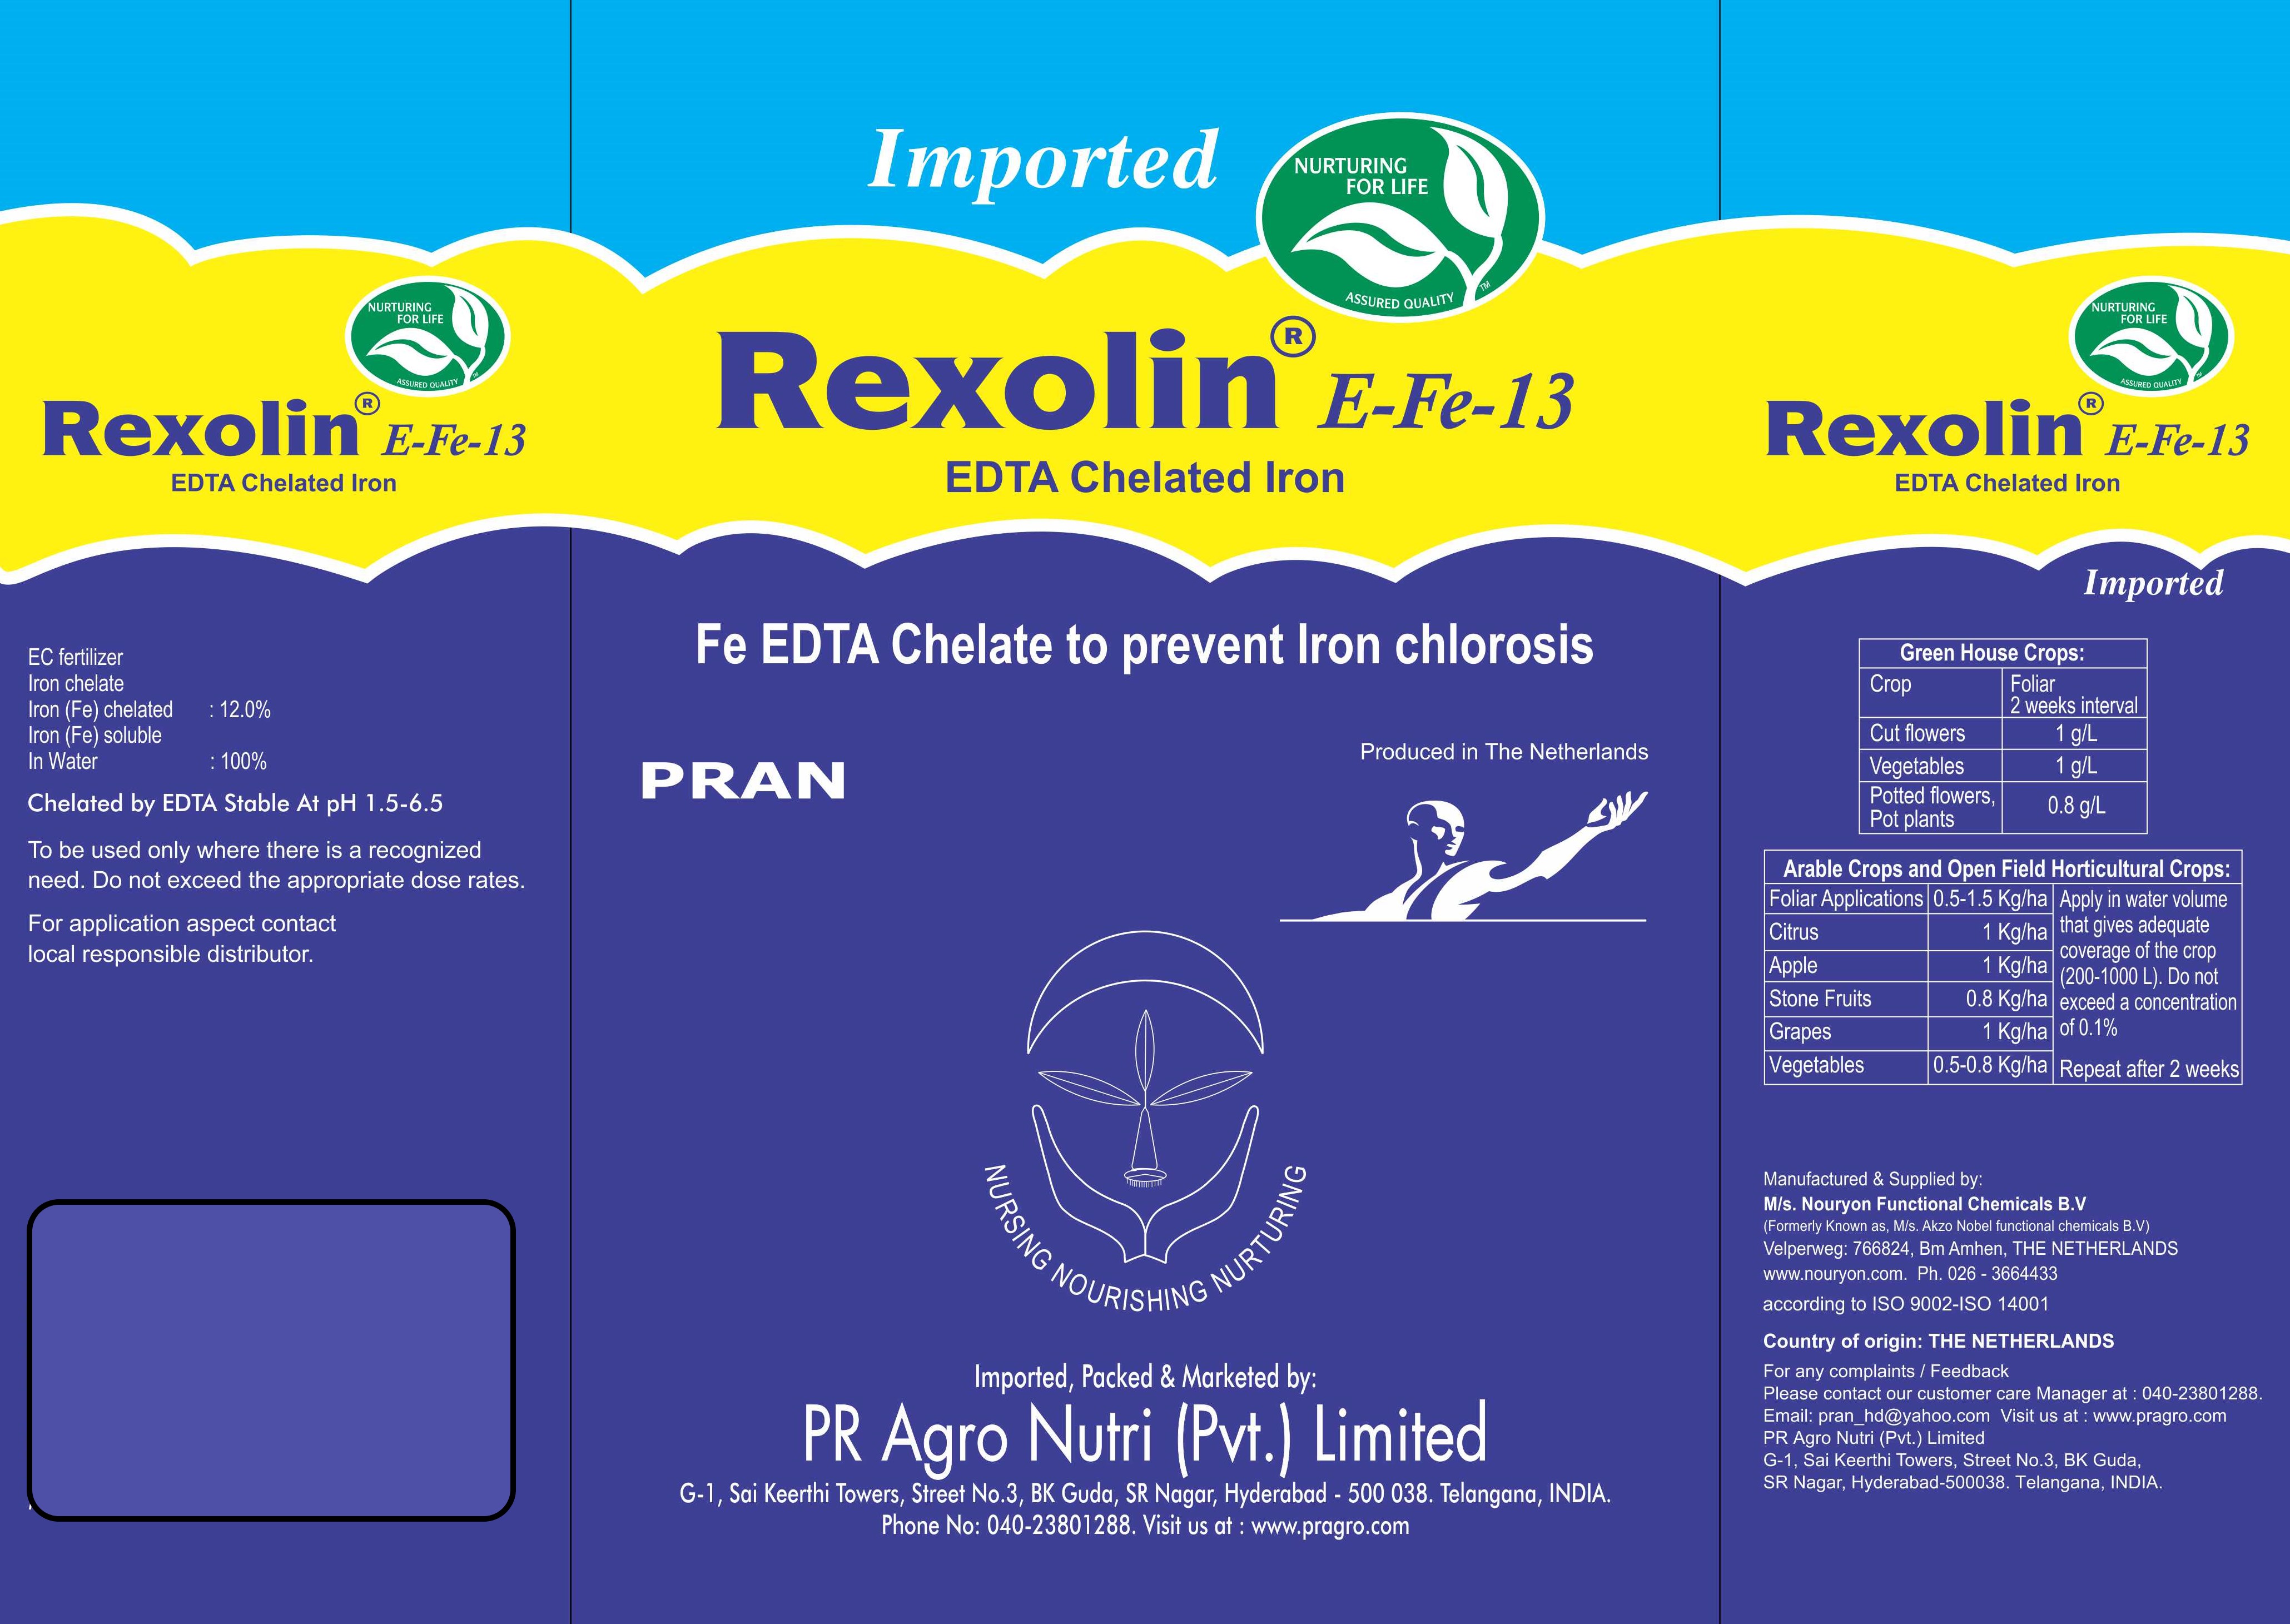 NURTURING
FOR LIFE
ASSURED QUALITY
TM
Rexolin® E-Fe-13
EDTA Chelated Iron
EC fertilizer
Iron chelate
Iron (Fe) chelated : 12.0%
Iron (Fe) soluble
In Water : 100%
Chelated by EDTA Stable At pH 1.5-6.5
To be used only where there is a recognized
need. Do not exceed the appropriate dose rates.
For application aspect contact
local responsible distributor.
Imported
NURTURING
FOR LIFE
ASSURED QUALITY
TM
Rexolin® E-Fe-13
EDTA Chelated Iron
Fe EDTA Chelate to prevent Iron chlorosis
Produced in The Netherlands
PRAN
NURSING NOURISHING NURTURING
Imported, Packed & Marketed by:
PR Agro Nutri (Pvt.) Limited
G-1, Sai Keerthi Towers, Street No.3, BK Guda, SR Nagar, Hyderabad - 500 038. Telangana, INDIA.
Phone No: 040-23801288. Visit us at : www.pragro.com
NURTURING
FOR LIFE
ASSURED QUALITY
TM
Rexolin® E-Fe-13
EDTA Chelated Iron
Imported
Green House Crops:
Crop Foliar
2 weeks interval
Cut flowers 1 g/L
Vegetables 1 g/L
Potted flowers,
Pot plants 0.8 g/L
Arable Crops and Open Field Horticultural Crops:
Foliar Applications 0.5-1.5 Kg/ha
Citrus 1 Kg/ha
Apple 1 Kg/ha
Stone Fruits 0.8 Kg/ha
Grapes 1 Kg/ha
Vegetables 0.5-0.8 Kg/ha
Apply in water volume
that gives adequate
coverage of the crop
(200-1000 L). Do not
exceed a concentration
of 0.1%
Repeat after 2 weeks
Manufactured & Supplied by:
M/s. Nouryon Functional Chemicals B.V
(Formerly Known as, M/s. Akzo Nobel functional chemicals B.V)
Velperweg: 766824, Bm Amhen, THE NETHERLANDS
www.nouryon.com. Ph. 026 - 3664433
according to ISO 9002-ISO 14001
Country of origin: THE NETHERLANDS
For any complaints / Feedback
Please contact our customer care Manager at : 040-23801288.
Email: pran_hd@yahoo.com Visit us at : www.pragro.com
PR Agro Nutri (Pvt.) Limited
G-1, Sai Keerthi Towers, Street No.3, BK Guda,
SR Nagar, Hyderabad-500038. Telangana, INDIA.